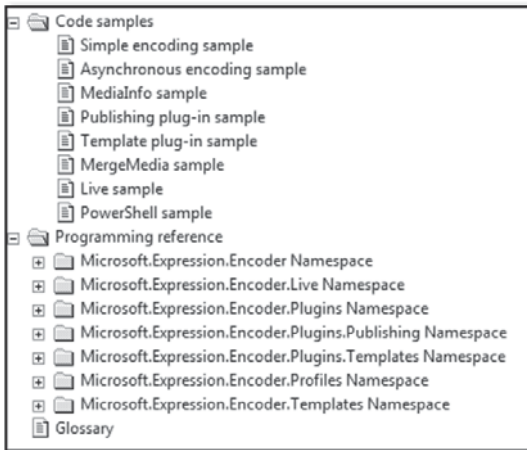 Code samples
Simple encoding sample
Asynchronous encoding sample
MediaInfo sample
Publishing plug-in sample
Template plug-in sample
MergeMedia sample
Live sample
PowerShell sample
Programming reference
Microsoft.Expression.Encoder Namespace
Microsoft.Expression.Encoder.Live Namespace
Microsoft.Expression.Encoder.Plugins Namespace
Microsoft.Expression.Encoder.Plugins.Publishing Namespace
Microsoft.Expression.Encoder.Plugins.Templates Namespace
Microsoft.Expression.Encoder.Profiles Namespace
Microsoft.Expression.Encoder.Templates Namespace
Glossary